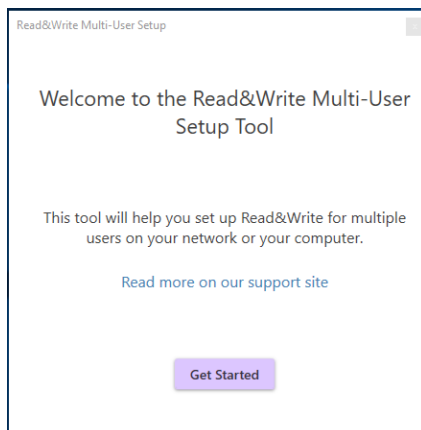 Read&Write Multi-User Setup
Welcome to the Read&Write Multi-User
Setup Tool
This tool will help you set up Read&Write for multiple
users on your network or your computer.
Read more on our support site
Get Started